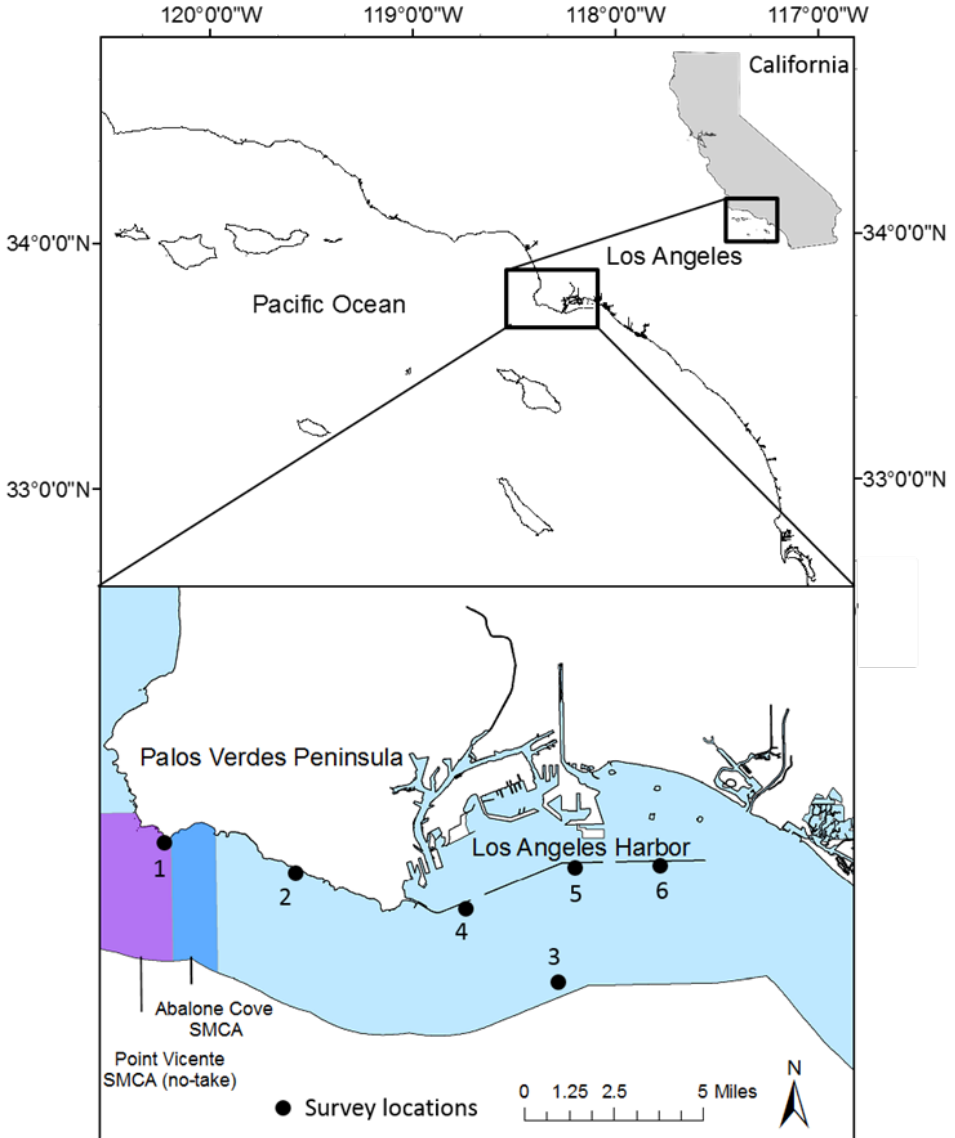 120°0'0"W 119°0'0"W 118°0'0"W 117°0'0"W
California
34°0'0"N
34°0'0"N
Los Angeles
Pacific Ocean
33°0'0"N
33°0'0"N
Palos Verdes Peninsula
Los Angeles Harbor
1
2
5
6
4
3
Abalone Cove
SMCA
Point Vicente
SMCA (no-take)
Survey locations
0 1.25 2.5 5 Miles
N